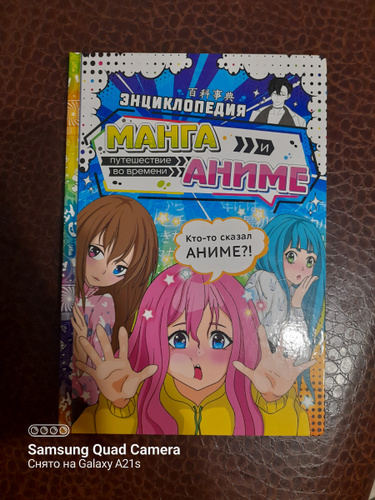 百科事典
ЭНЦИКЛОПЕДИЯ
МАНГА
И
путешествие
во времени
АНИМЕ
Кто-то сказал
АНИМЕ?!
Samsung Quad Camera
Снято на Galaxy A21s